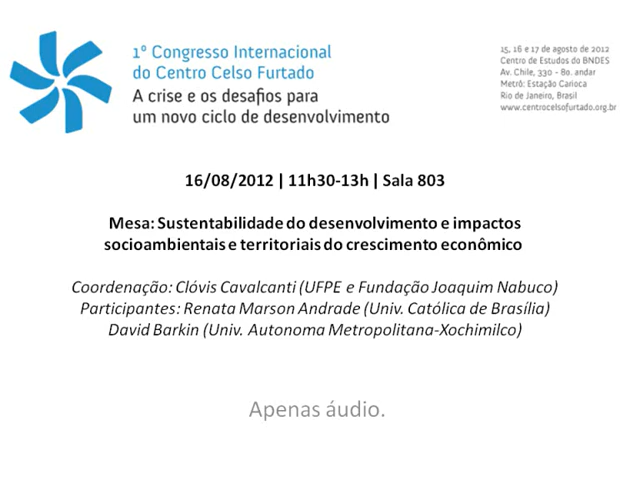 1º Congresso Internacional
do Centro Celso Furtado
A crise e os desafios para
um novo ciclo de desenvolvimento
15, 16 e 17 de agosto de 2012
Centro de Estudos do BNDES
Av. Chile, 330 - 8o. andar
Metrô: Estação Carioca
Rio de Janeiro, Brasil
www.centrocelsofurtado.org.br
16/08/2012 | 11h30-13h | Sala 803
Mesa: Sustentabilidade do desenvolvimento e impactos
socioambientais e territoriais do crescimento econômico
Coordenação: Clóvis Cavalcanti (UFPE e Fundação Joaquim Nabuco)
Participantes: Renata Marson Andrade (Univ. Católica de Brasília)
David Barkin (Univ. Autonoma Metropolitana-Xochimilco)
Apenas áudio.